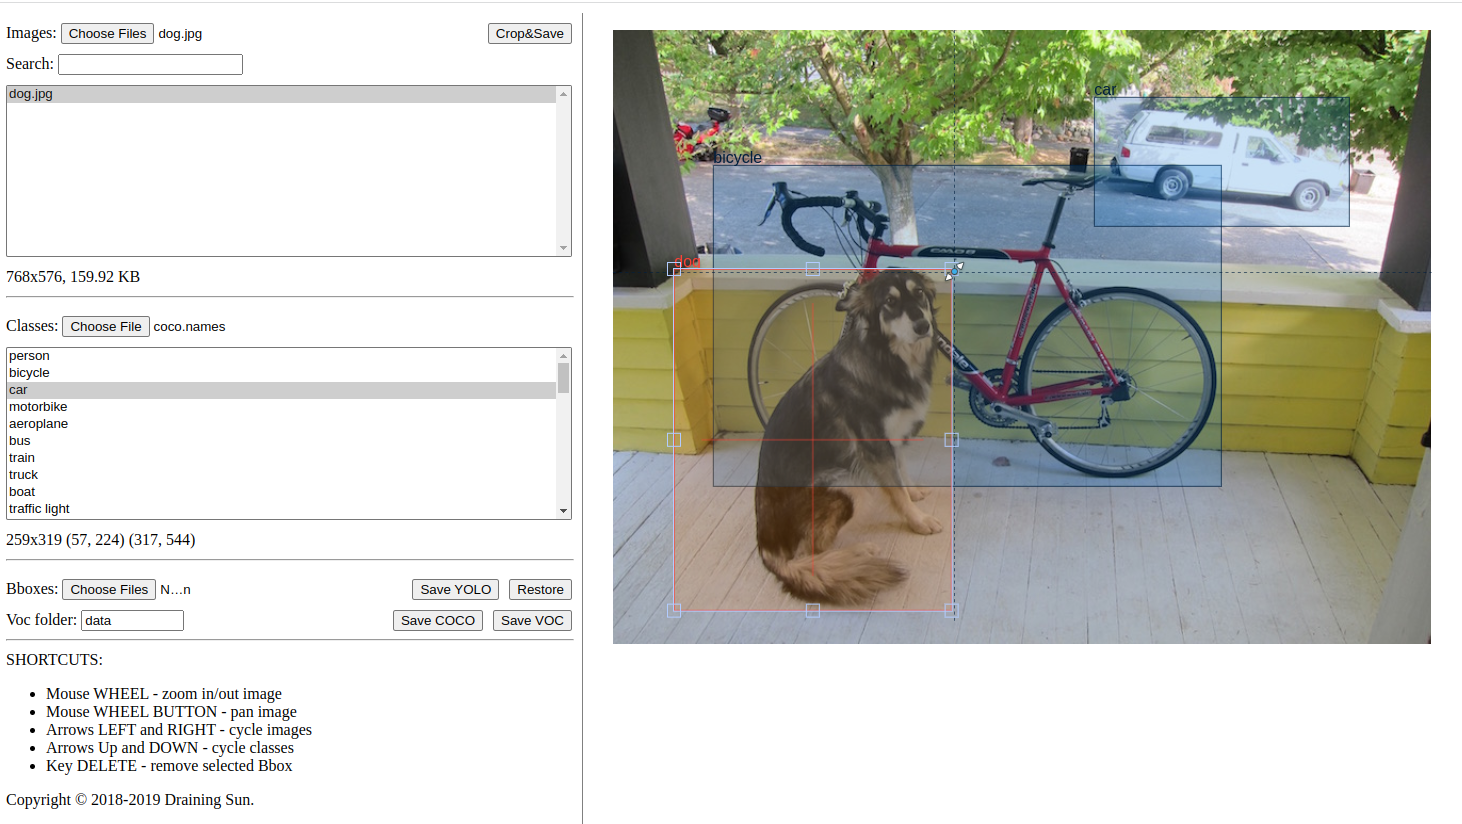 Images: Choose Files dog.jpg Crop&Save
Search:
dog.jpg
768x576, 159.92 KB
Classes: Choose File coco.names
person
bicycle
car
motorbike
aeroplane
bus
train
truck
boat
traffic light
259x319 (57, 224) (317, 544)
Bboxes: Choose Files N…n Save YOLO Restore
Voc folder: data Save COCO Save VOC
SHORTCUTS:
• Mouse WHEEL - zoom in/out image
• Mouse WHEEL BUTTON - pan image
• Arrows LEFT and RIGHT - cycle images
• Arrows Up and DOWN - cycle classes
• Key DELETE - remove selected Bbox
Copyright © 2018-2019 Draining Sun.
car
bicycle
dog